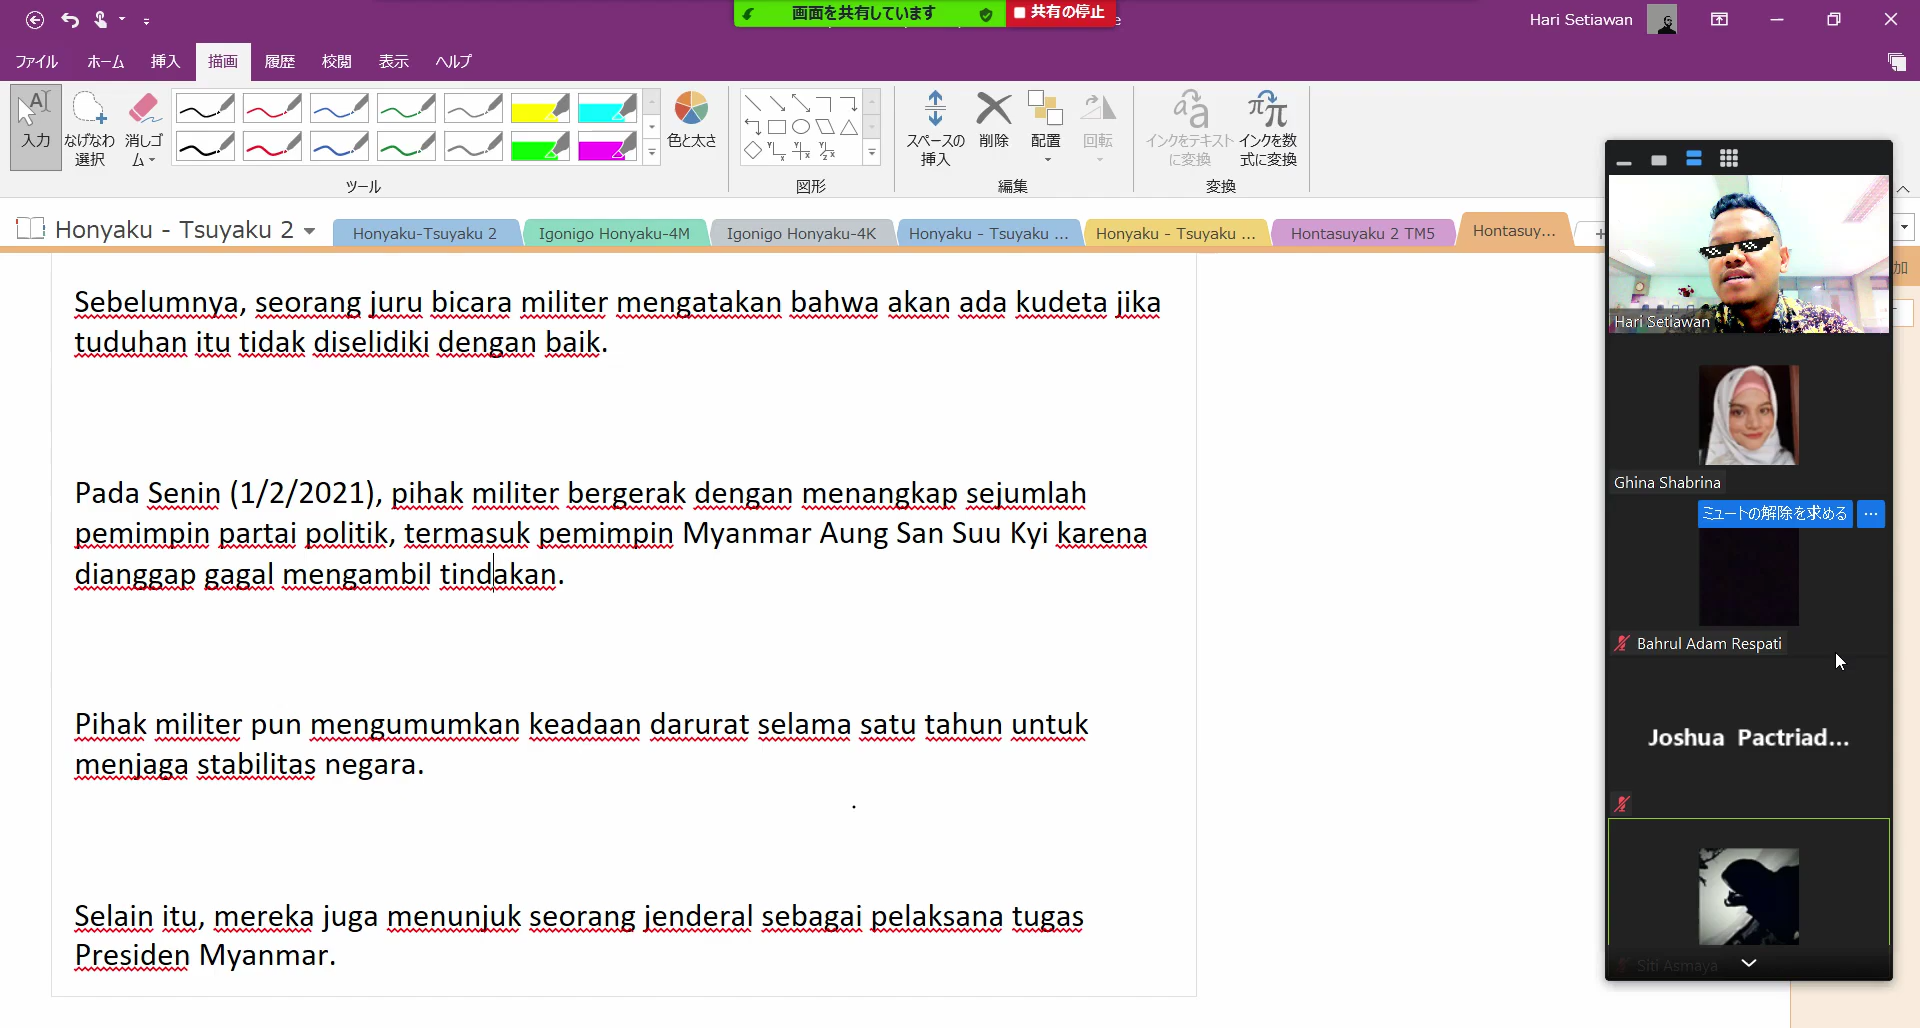 画面を共有しています
共有の停止
Hari Setiawan
ファイル ホーム 挿入 描画 履歴 校閲 表示 ヘルプ
入力
なげなわ選択
消しゴム
色と太さ
スペースの挿入
削除
配置
回転
インクをテキストに変換
インクを数式に変換
ツール
図形
編集
変換
Honyaku - Tsuyaku 2
Honyaku-Tsuyaku 2
Igonigo Honyaku-4M
Igonigo Honyaku-4K
Honyaku - Tsuyaku ...
Honyaku - Tsuyaku ...
Hontasuyaku 2 TM5
Hontasuy...
加
Sebelumnya, seorang juru bicara militer mengatakan bahwa akan ada kudeta jika
tuduhan itu tidak diselidiki dengan baik.
Pada Senin (1/2/2021), pihak militer bergerak dengan menangkap sejumlah
pemimpin partai politik, termasuk pemimpin Myanmar Aung San Suu Kyi karena
dianggap gagal mengambil tindakan.
Pihak militer pun mengumumkan keadaan darurat selama satu tahun untuk
menjaga stabilitas negara.
Selain itu, mereka juga menunjuk seorang jenderal sebagai pelaksana tugas
Presiden Myanmar.
Hari Setiawan
Ghina Shabrina
ミュートの解除を求める ...
Bahrul Adam Respati
Joshua Pactriad...
Siti Asmaya